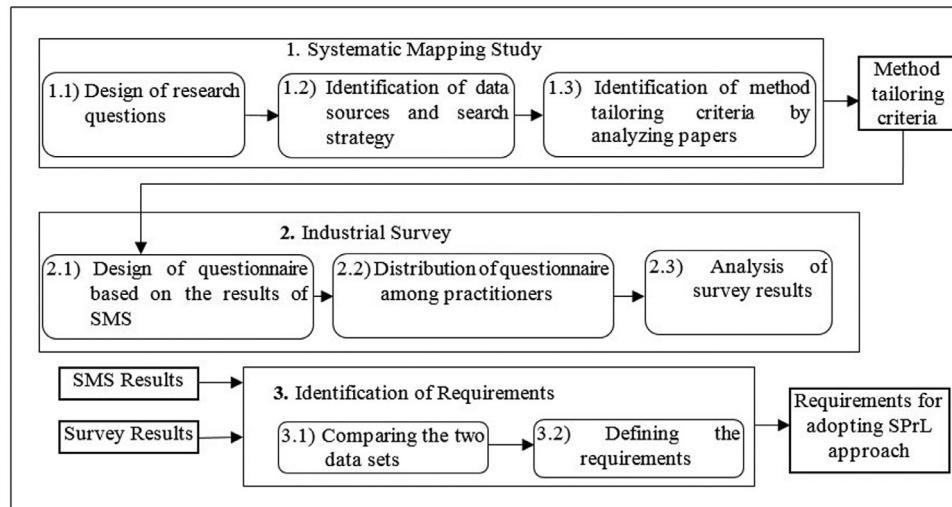 1. Systematic Mapping Study
1.1) Design of research
questions
1.2) Identification of data
sources and search
strategy
1.3) Identification of method
tailoring criteria by
analyzing papers
Method
tailoring
criteria
2. Industrial Survey
2.1) Design of questionnaire
based on the results of
SMS
2.2) Distribution of questionnaire
among practitioners
2.3) Analysis of
survey results
SMS Results
Survey Results
3. Identification of Requirements
3.1) Comparing the two
data sets
3.2) Defining the
requirements
Requirements for
adopting SPrL
approach